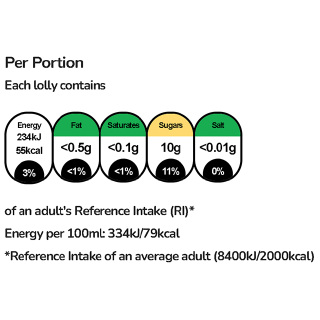 Per Portion
Each lolly contains
Energy Fat Saturates Sugars Salt
234kJ
55kcal <0.5g <0.1g 10g <0.01g
3% <1% <1% 11% 0%
of an adult's Reference Intake (RI)*
Energy per 100ml: 334kJ/79kcal
*Reference Intake of an average adult (8400kJ/2000kcal)